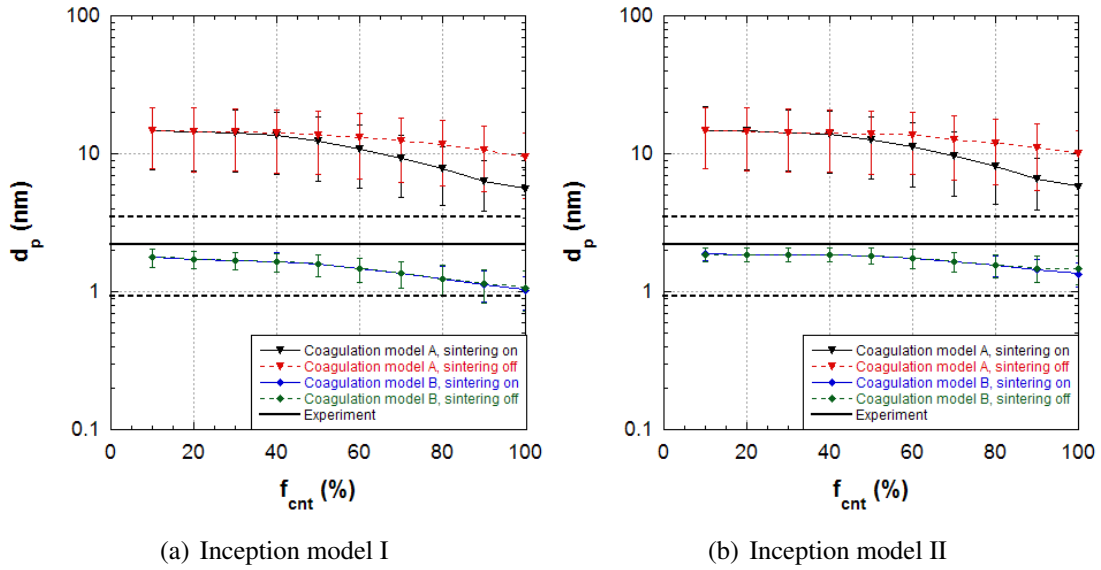 100
10
1
0.1
d_p (nm)
0 20 40 60 80 100
f_cnt (%)
Coagulation model A, sintering on
Coagulation model A, sintering off
Coagulation model B, sintering on
Coagulation model B, sintering off
Experiment
(a) Inception model I
100
10
1
0.1
d_p (nm)
0 20 40 60 80 100
f_cnt (%)
Coagulation model A, sintering on
Coagulation model A, sintering off
Coagulation model B, sintering on
Coagulation model B, sintering off
Experiment
(b) Inception model II